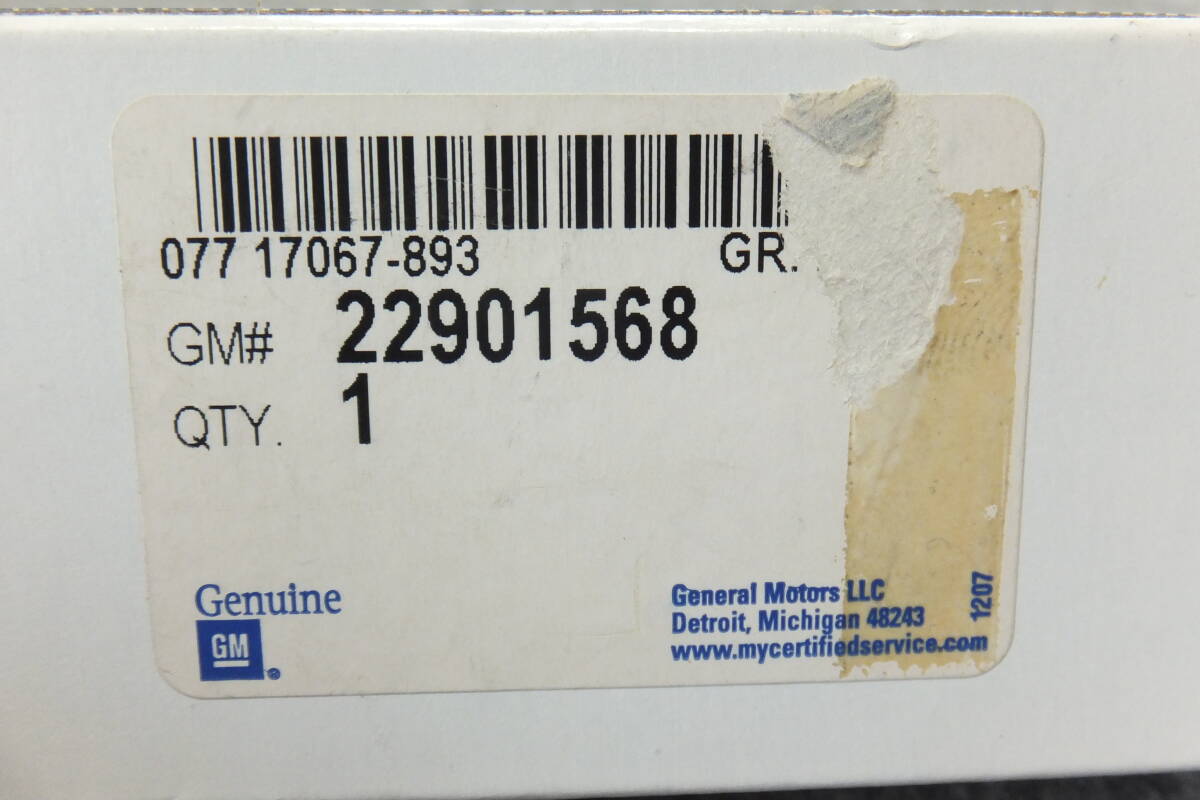 077 17067-893 GR.
GM# 22901568
QTY. 1
Genuine
GM
General Motors LLC
Detroit, Michigan 48243
www.mycertifiedservice.com
1207